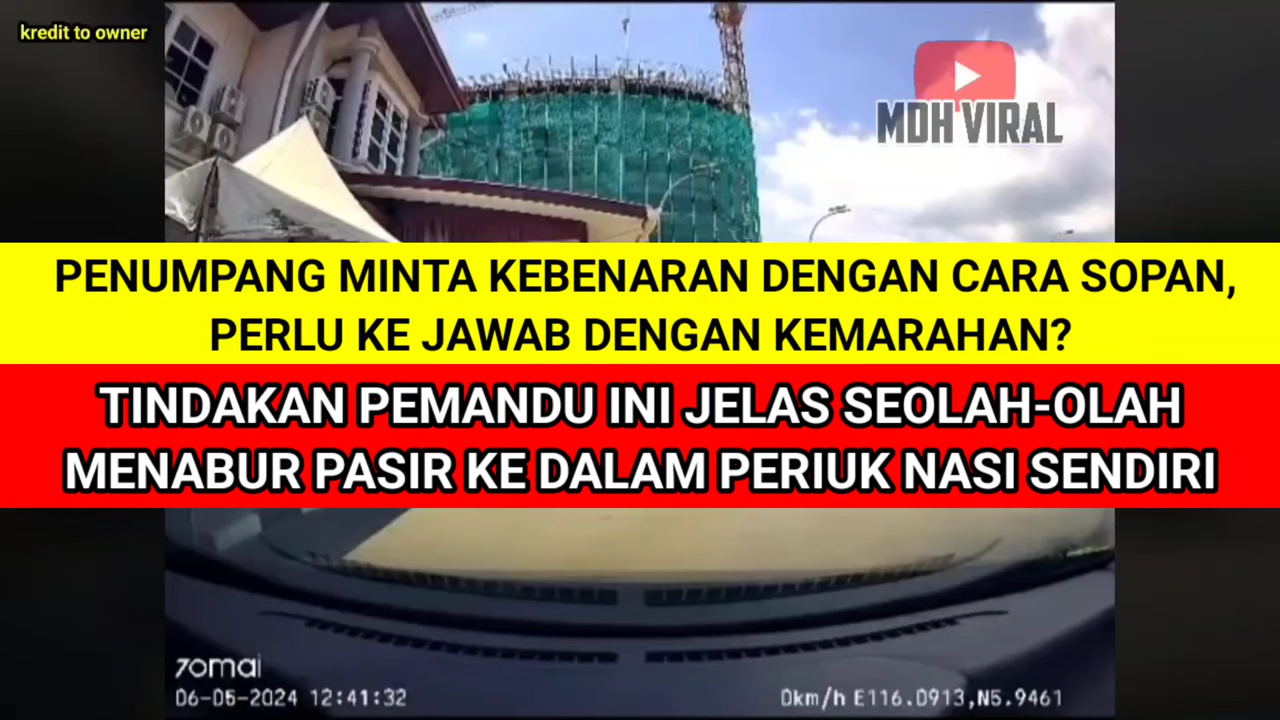 kredit to owner
MDH VIRAL
PENUMPANG MINTA KEBENARAN DENGAN CARA SOPAN,
PERLU KE JAWAB DENGAN KEMARAHAN?
TINDAKAN PEMANDU INI JELAS SEOLAH-OLAH
MENABUR PASIR KE DALAM PERIUK NASI SENDIRI
70mai
06-05-2024 12:41:32
0km/h E116.0913,N5.9461